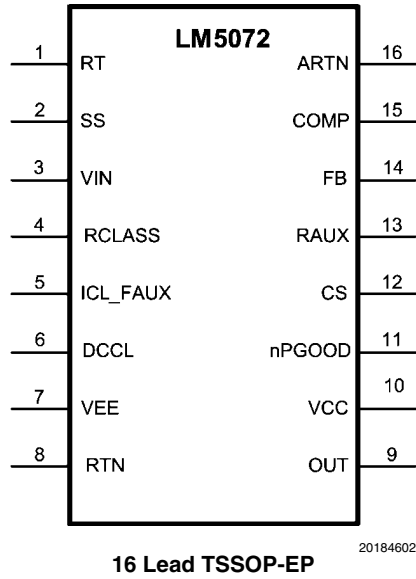 LM5072
1 RT ARTN 16
2 SS COMP 15
3 VIN FB 14
4 RCLASS RAUX 13
5 ICL_FAUX CS 12
6 DCCL nPGOOD 11
7 VEE VCC 10
8 RTN OUT 9
20184602
16 Lead TSSOP-EP